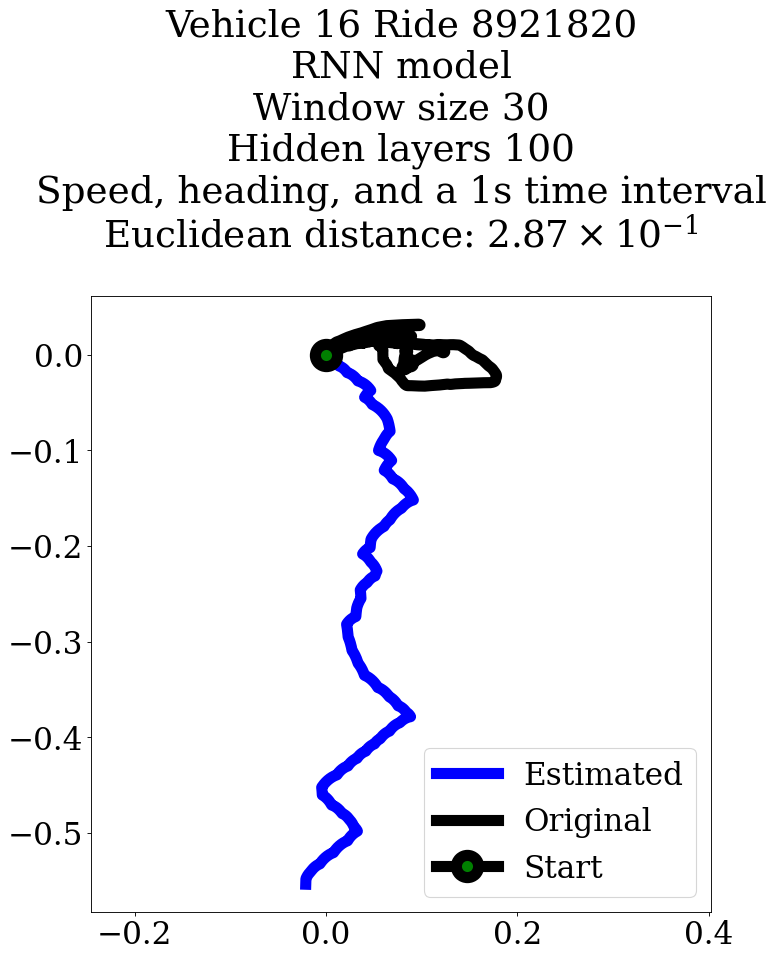 Vehicle 16 Ride 8921820
RNN model
Window size 30
Hidden layers 100
Speed, heading, and a 1s time interval
Euclidean distance: 2.87 × 10⁻¹
0.0
−0.1
−0.2
−0.3
−0.4
−0.5
Estimated
Original
Start
−0.2 0.0 0.2 0.4